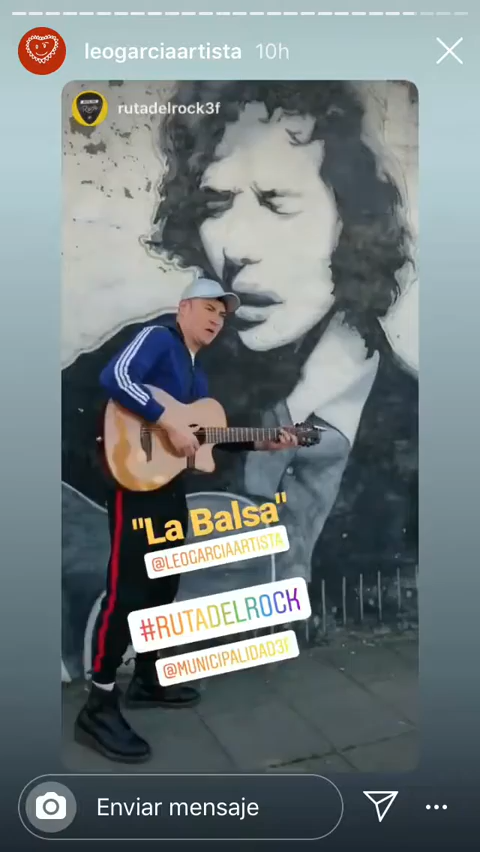 leogarciaartista 10h
rutadelrock3f
"La Balsa"
@LEOGARCIAARTISTA
#RUTADELROCK
@MUNICIPALIDAD3F
Enviar mensaje